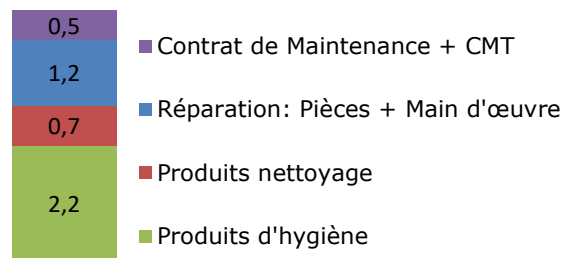 0,5
Contrat de Maintenance + CMT
1,2
Réparation: Pièces + Main d'œuvre
0,7
Produits nettoyage
2,2
Produits d'hygiène